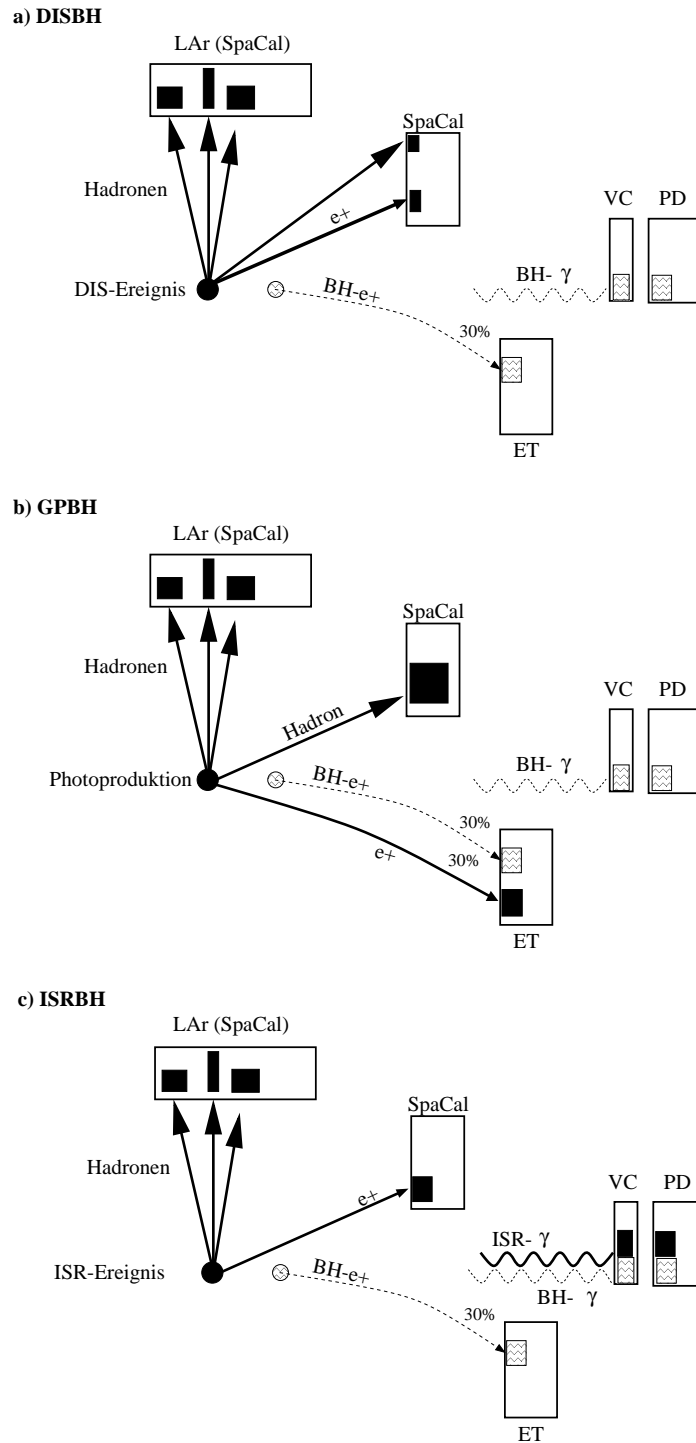 a) DISBH
LAr (SpaCal)
SpaCal
Hadronen
e+
VC PD
DIS-Ereignis
BH-e+
BH- γ
30%
ET
b) GPBH
LAr (SpaCal)
SpaCal
Hadronen
Hadron
VC PD
Photoproduktion
BH-e+
BH- γ
30%
e+
30%
ET
c) ISRBH
LAr (SpaCal)
SpaCal
Hadronen
e+
VC PD
ISR- γ
ISR-Ereignis
BH-e+
BH- γ
30%
ET